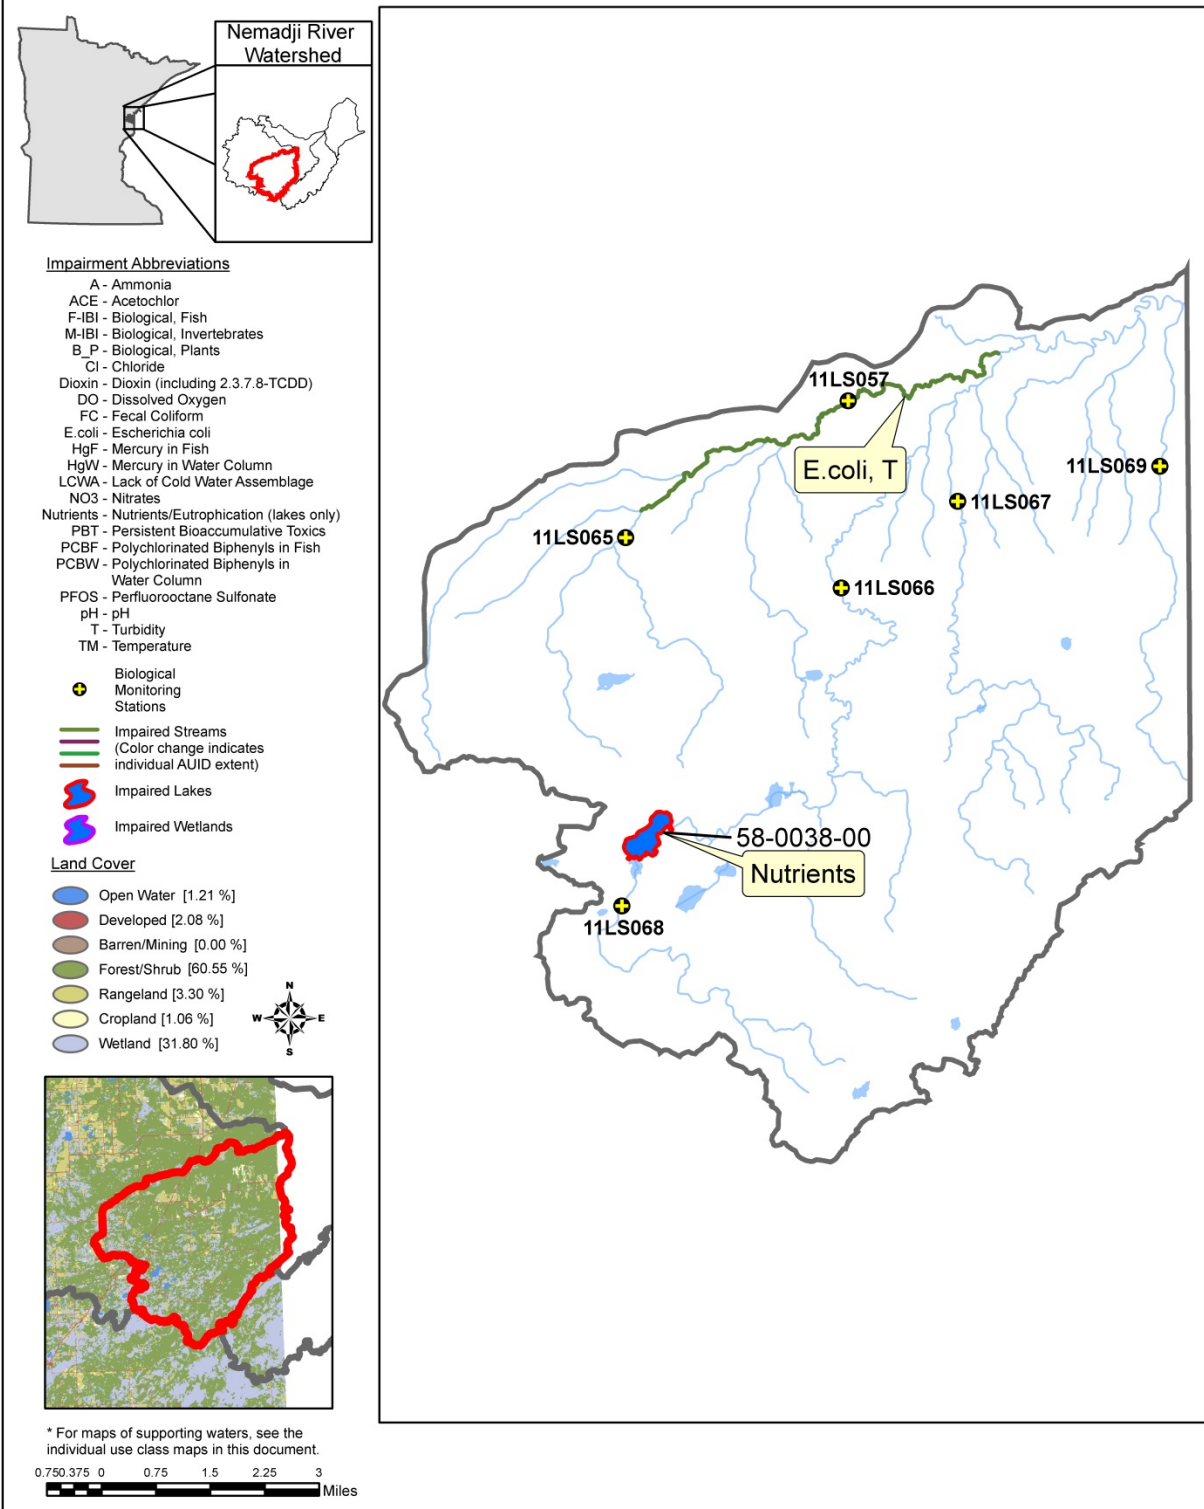 Nemadji River
Watershed
Impairment Abbreviations
A - Ammonia
ACE - Acetochlor
F-IBI - Biological, Fish
M-IBI - Biological, Invertebrates
B_P - Biological, Plants
Cl - Chloride
Dioxin - Dioxin (including 2.3.7.8-TCDD)
DO - Dissolved Oxygen
FC - Fecal Coliform
E.coli - Escherichia coli
HgF - Mercury in Fish
HgW - Mercury in Water Column
LCWA - Lack of Cold Water Assemblage
NO3 - Nitrates
Nutrients - Nutrients/Eutrophication (lakes only)
PBT - Persistent Bioaccumulative Toxics
PCBF - Polychlorinated Biphenyls in Fish
PCBW - Polychlorinated Biphenyls in
Water Column
PFOS - Perfluorooctane Sulfonate
pH - pH
T - Turbidity
TM - Temperature
Biological
Monitoring
Stations
Impaired Streams
(Color change indicates
individual AUID extent)
Impaired Lakes
Impaired Wetlands
Land Cover
Open Water [1.21 %]
Developed [2.08 %]
Barren/Mining [0.00 %]
Forest/Shrub [60.55 %]
Rangeland [3.30 %]
Cropland [1.06 %]
Wetland [31.80 %]
N
W
E
S
* For maps of supporting waters, see the
individual use class maps in this document.
0.75 0.375 0 0.75 1.5 2.25 3
Miles
11LS057
E.coli, T
11LS069
11LS067
11LS065
11LS066
58-0038-00
Nutrients
11LS068